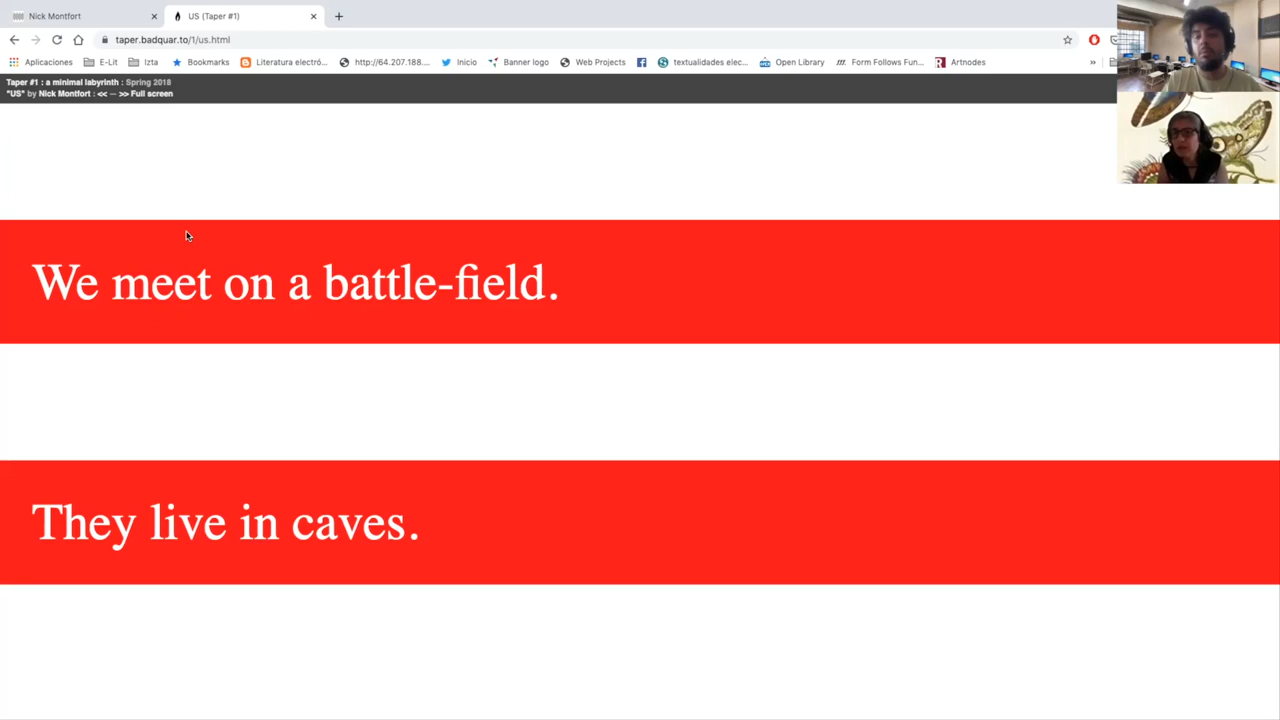 Nick Montfort
US (Taper #1)
taper.badquar.to/1/us.html
Aplicaciones E-Lit Izta Bookmarks Literatura electró... http://64.207.188.... Inicio Banner logo Web Projects textualidades elec... Open Library Form Follows Fun... Artnodes »
Taper #1 : a minimal labyrinth : Spring 2018
"US" by Nick Montfort : << — >> Full screen
We meet on a battle-field.
They live in caves.